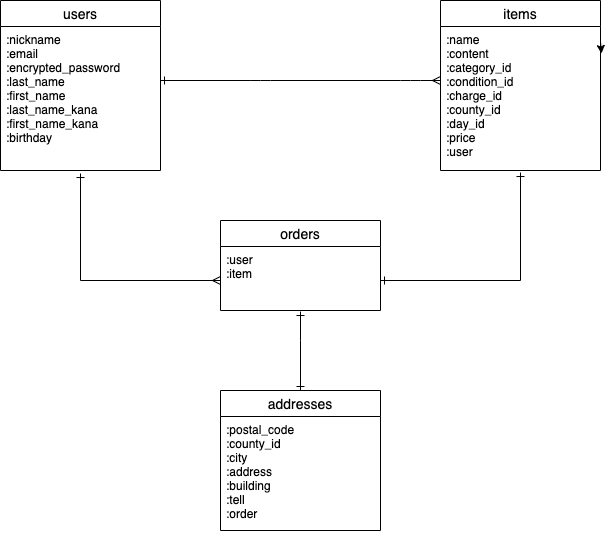 users
:nickname
:email
:encrypted_password
:last_name
:first_name
:last_name_kana
:first_name_kana
:birthday
items
:name
:content
:category_id
:condition_id
:charge_id
:county_id
:day_id
:price
:user
orders
:user
:item
addresses
:postal_code
:county_id
:city
:address
:building
:tell
:order